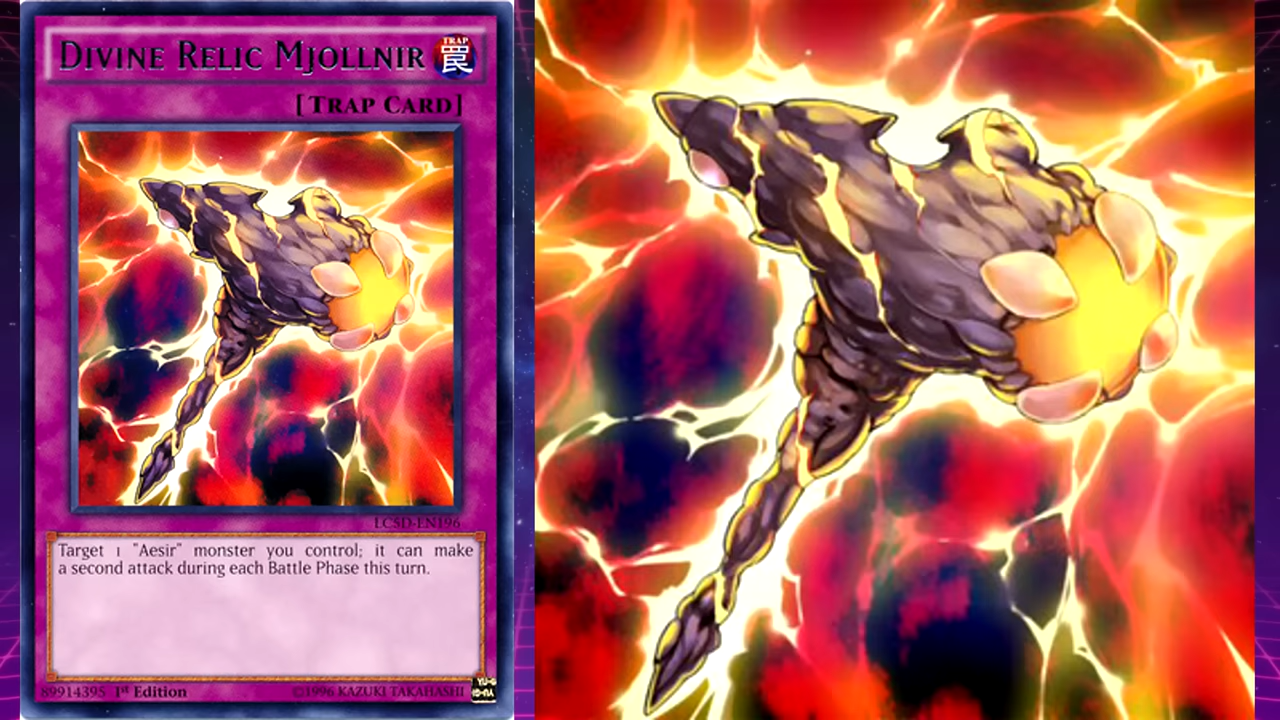 Divine Relic Mjollnir
TRAP
罠
[Trap Card]
LC5D-EN196
Target 1 "Aesir" monster you control; it can make
a second attack during each Battle Phase this turn.
89914395 1st Edition ©1996 KAZUKI TAKAHASHI